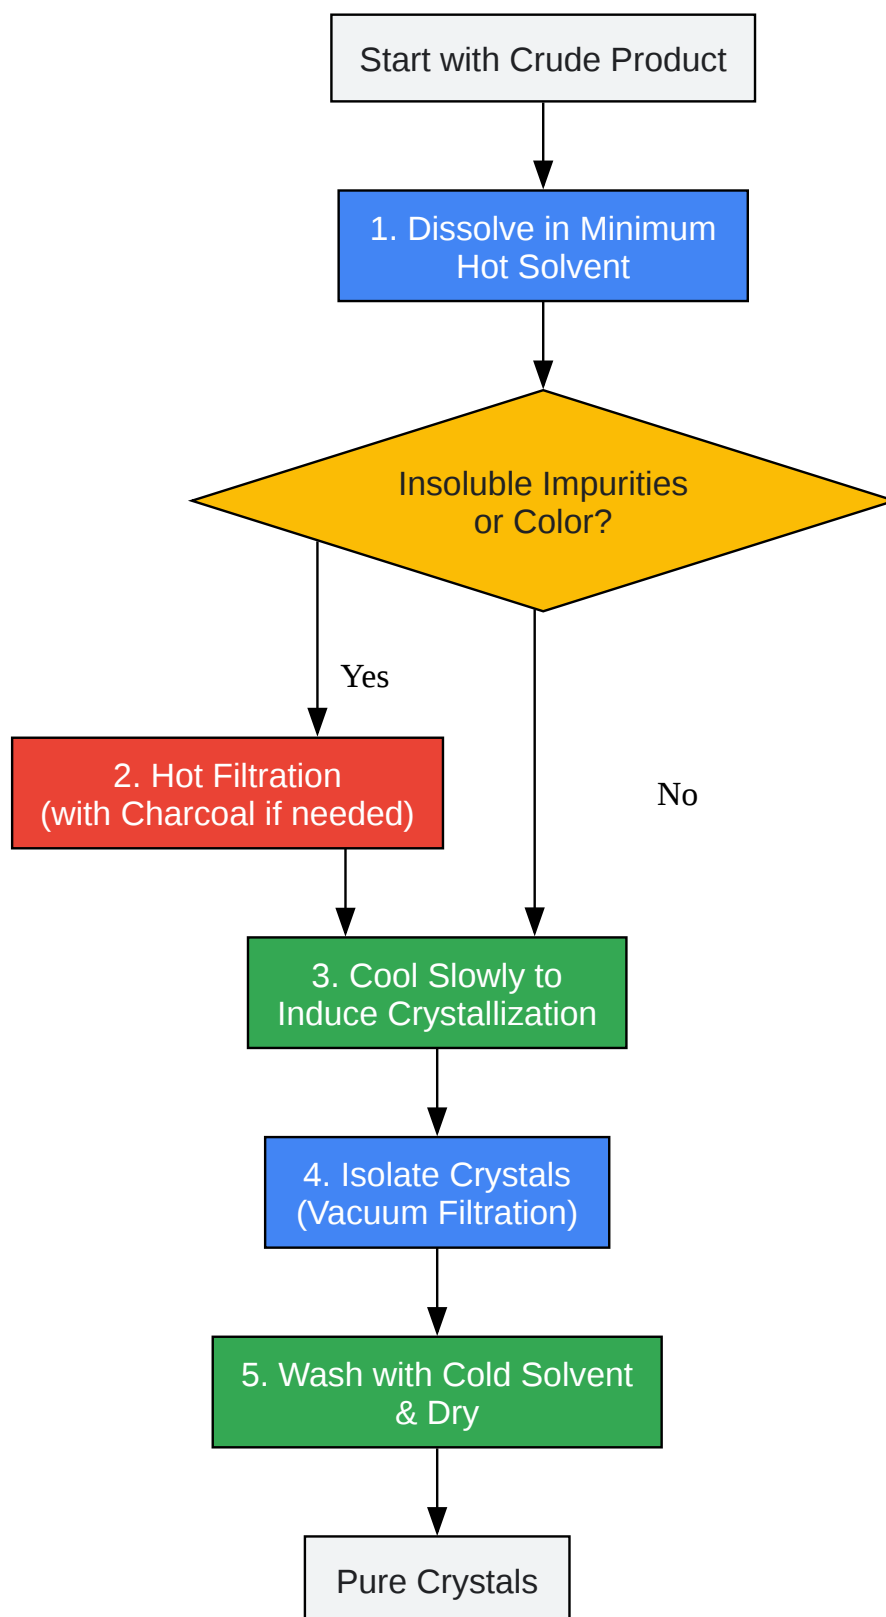 Start with Crude Product
1. Dissolve in Minimum
Hot Solvent
Insoluble Impurities
or Color?
Yes
2. Hot Filtration
(with Charcoal if needed)
No
3. Cool Slowly to
Induce Crystallization
4. Isolate Crystals
(Vacuum Filtration)
5. Wash with Cold Solvent
& Dry
Pure Crystals